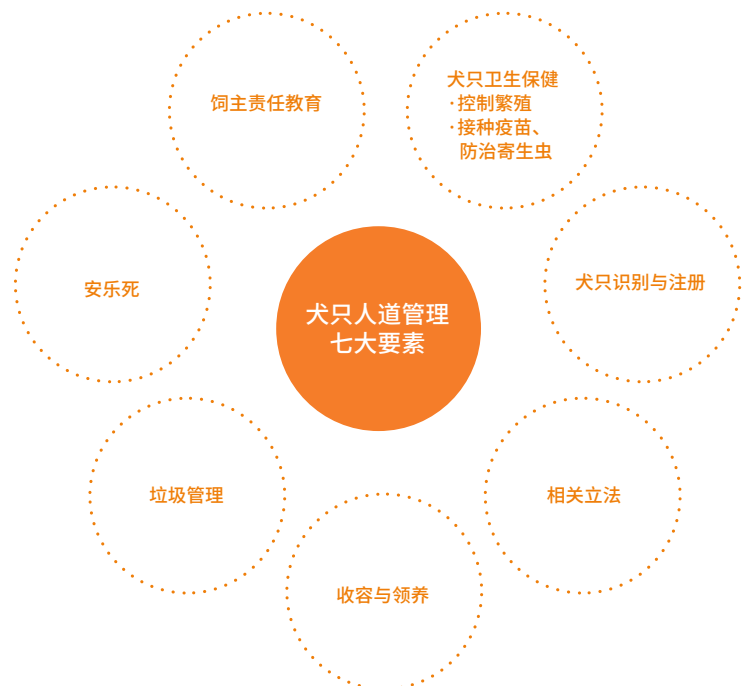 饲主责任教育
犬只卫生保健
·控制繁殖
·接种疫苗、
防治寄生虫
安乐死
犬只识别与注册
犬只人道管理
七大要素
垃圾管理
相关立法
收容与领养